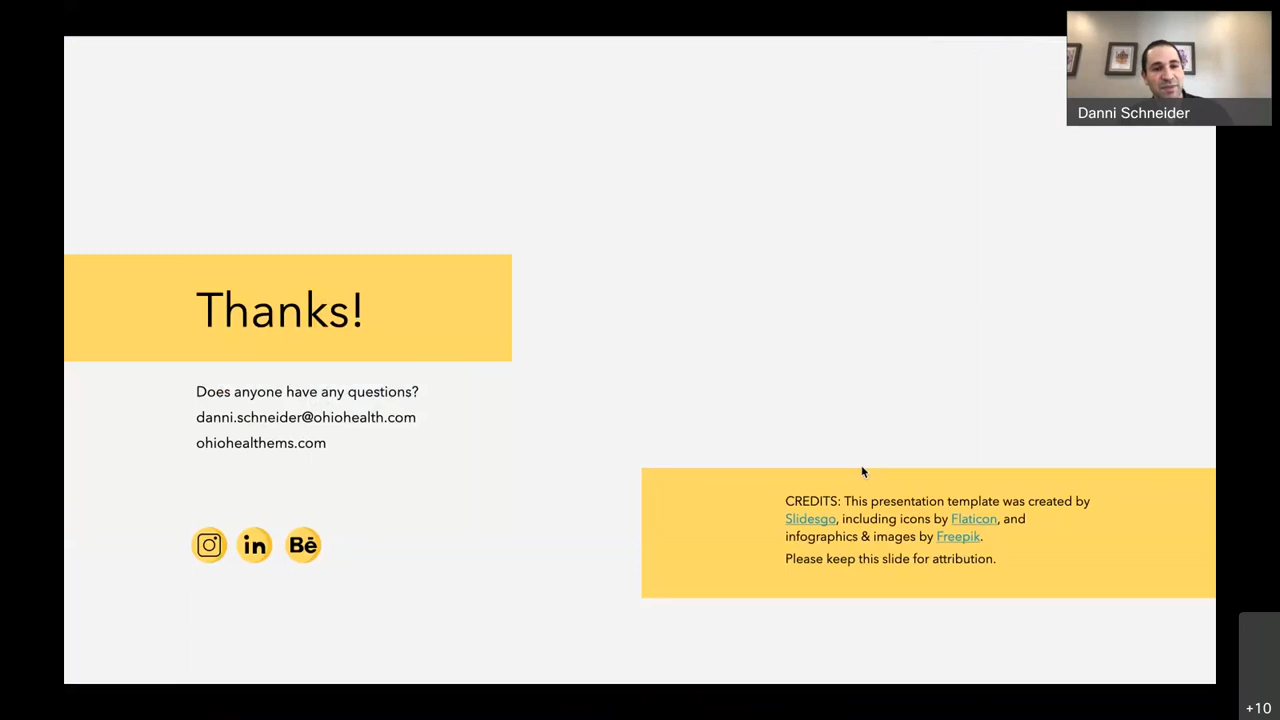 Danni Schneider
Thanks!
Does anyone have any questions?
danni.schneider@ohiohealth.com
ohiohealthems.com
in
Bē
CREDITS: This presentation template was created by
Slidesgo, including icons by Flaticon, and
infographics & images by Freepik.
Please keep this slide for attribution.
+10